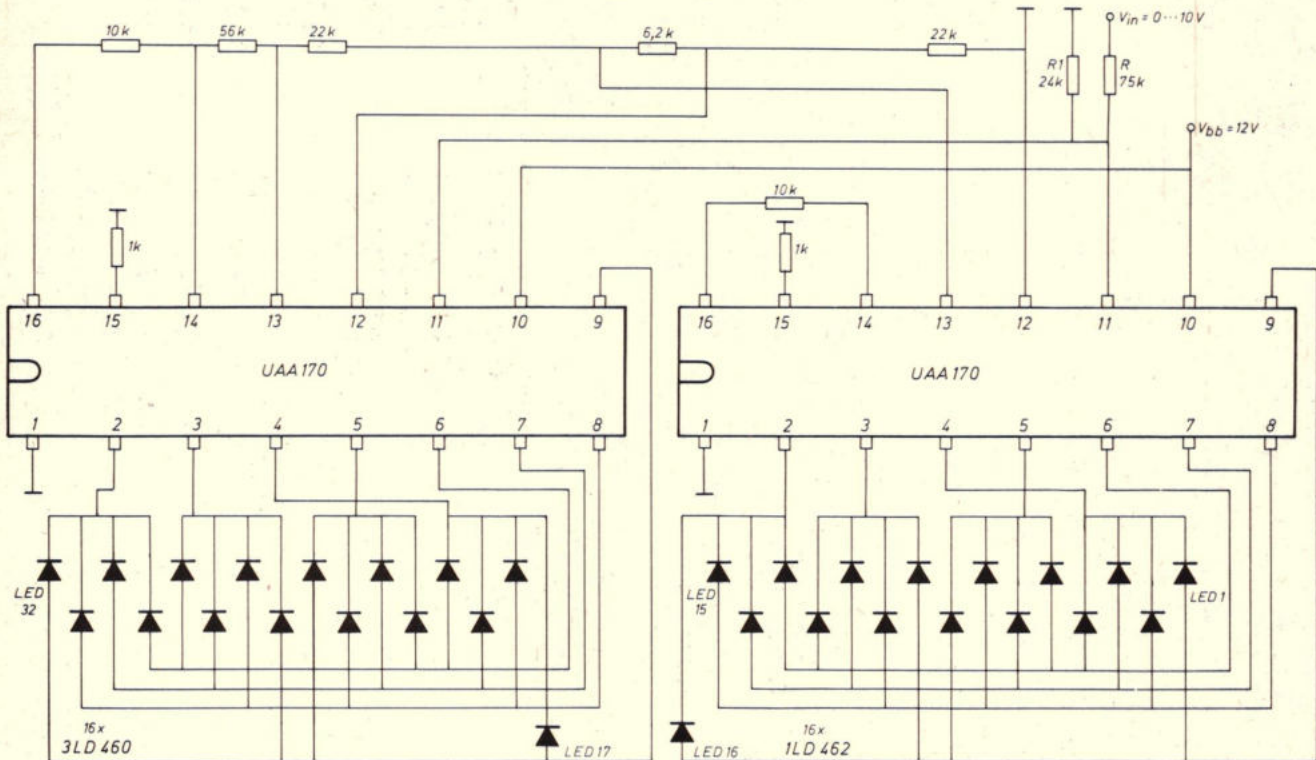 10k
56k
22k
6,2k
22k
R1
24k
R
75k
Vin = 0···10V
Vbb = 12V
1k
10k
1k
16 15 14 13 12 11 10 9
16 15 14 13 12 11 10 9
UAA170
UAA170
1 2 3 4 5 6 7 8
1 2 3 4 5 6 7 8
LED
32
LED
15
LED 1
16x
3LD 460
LED 17
LED 16
16x
1LD 462